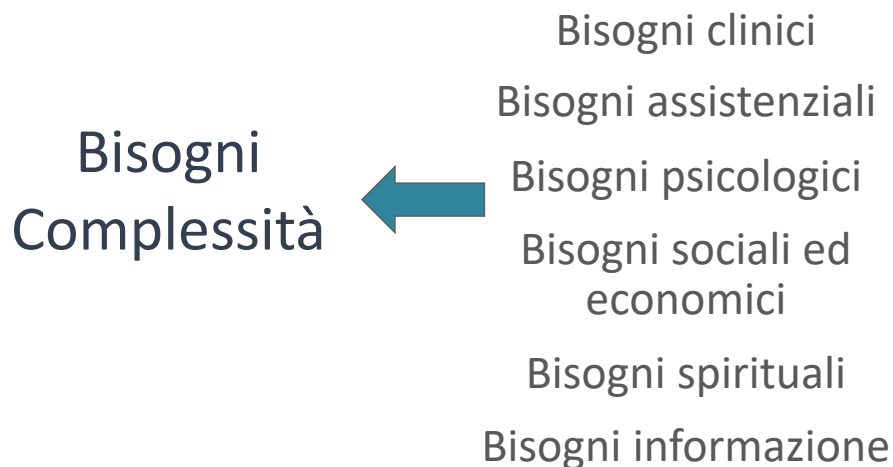 Bisogni
Complessità
Bisogni clinici
Bisogni assistenziali
Bisogni psicologici
Bisogni sociali ed
economici
Bisogni spirituali
Bisogni informazione